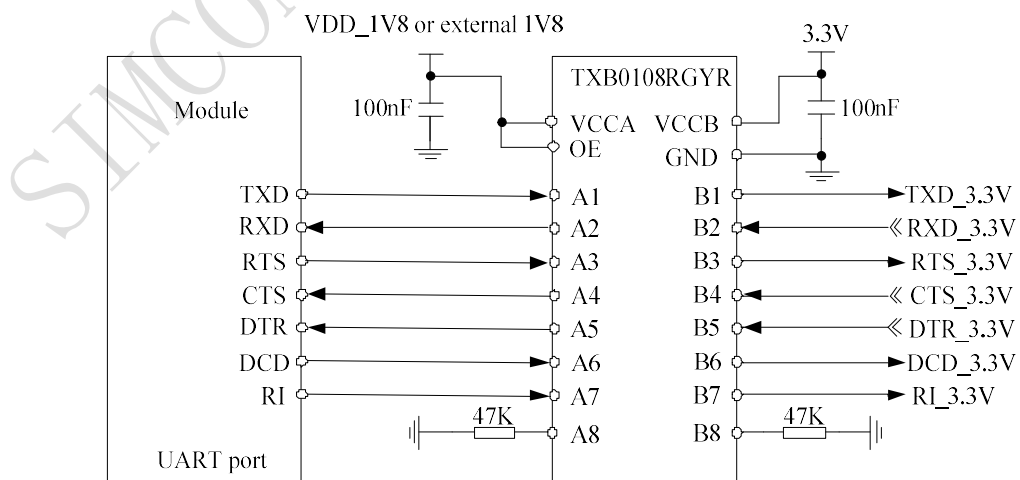 SIMCOM
VDD_1V8 or external 1V8
3.3V
TXB0108RGYR
Module
100nF
100nF
VCCA
VCCB
OE
GND
TXD
A1
B1
TXD_3.3V
RXD
A2
B2
RXD_3.3V
RTS
A3
B3
RTS_3.3V
CTS
A4
B4
CTS_3.3V
DTR
A5
B5
DTR_3.3V
DCD
A6
B6
DCD_3.3V
RI
A7
B7
RI_3.3V
47K
A8
B8
47K
UART port